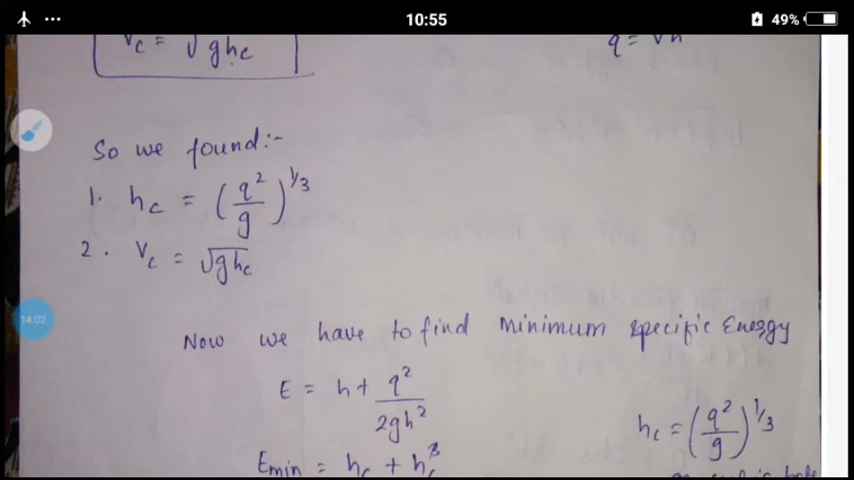 10:55
49%
Vc = √ghc
So we found:-
1. hc = (q²/g)^1/3
2. Vc = √ghc
14:02
Now we have to find Minimum specific Energy
E = h + q²/2gh²
hc = (q²/g)^1/3
Emin = hc + hc³